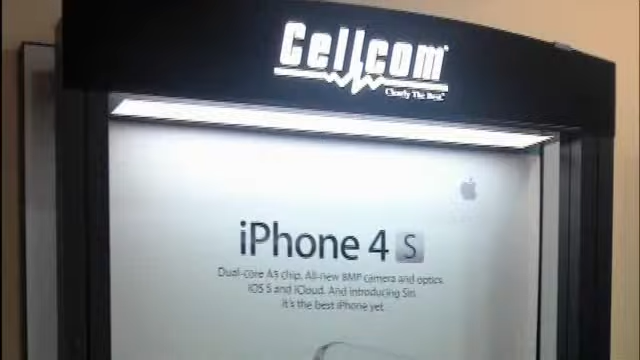 Cellcom
Clearly The Best.
iPhone 4 S
Dual-core A5 chip. All-new 8MP camera and optics.
iOS 5 and iCloud. And introducing Siri.
It's the best iPhone yet.